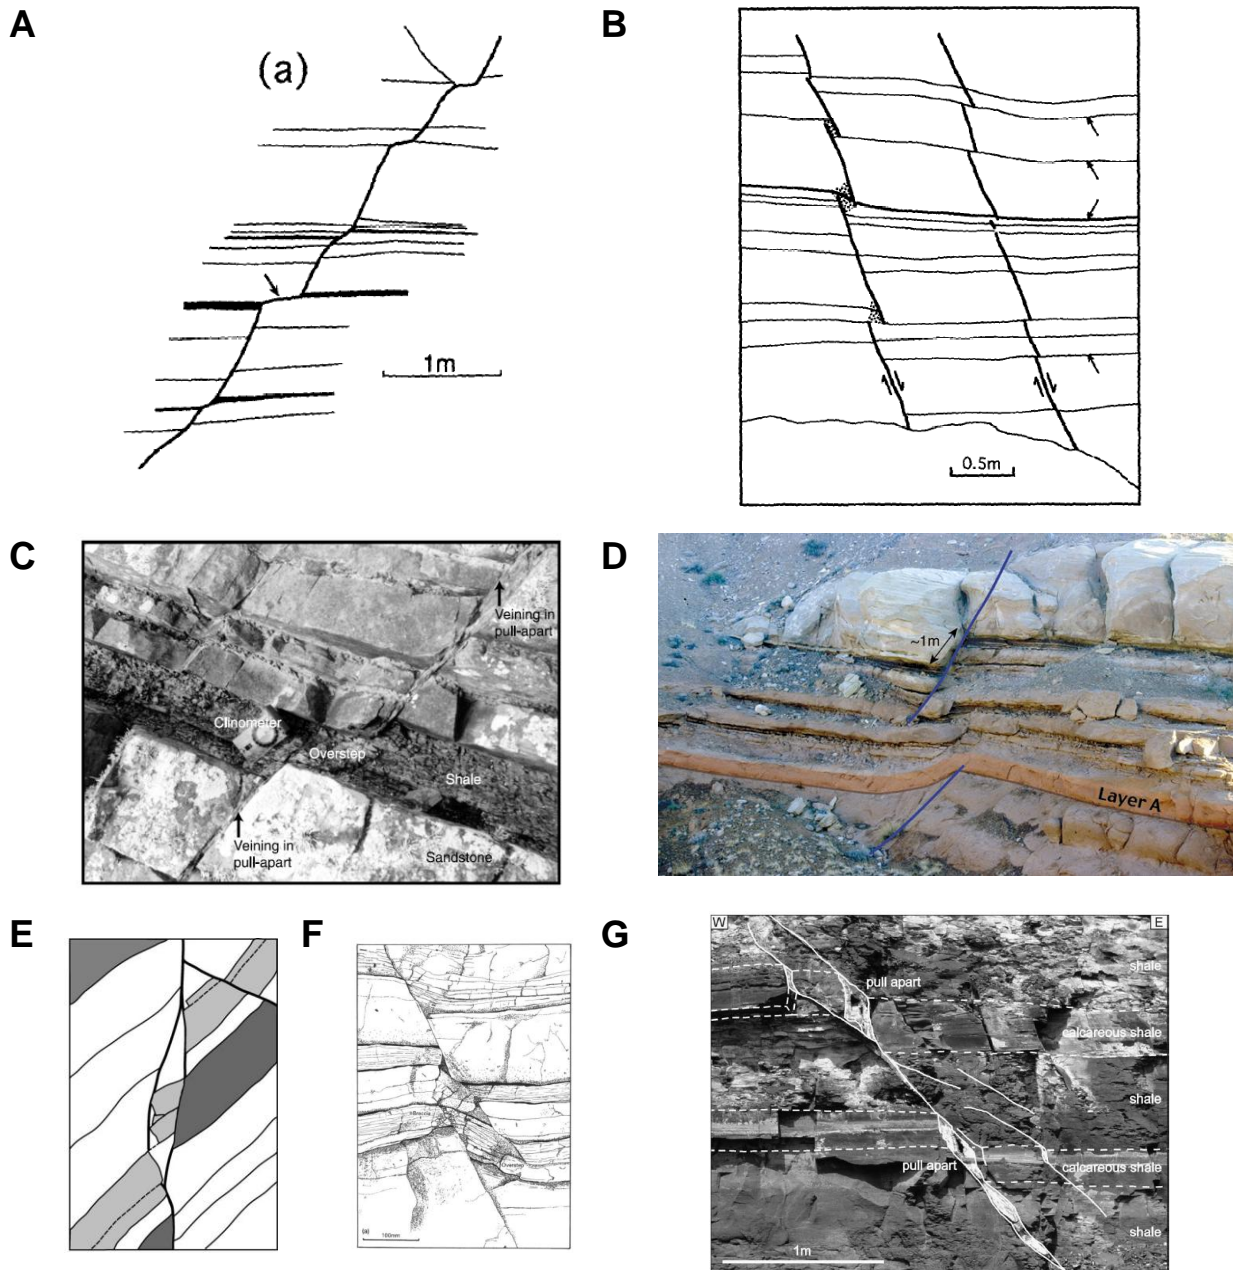 A
(a)
1m
B
0.5m
C
Veining in
pull-apart
Clinometer
Overstep
Shale
Veining in
pull-apart
Sandstone
D
~1m
Layer A
E
F
Breccia
Overstep
(a)
100mm
G
W
E
shale
pull apart
calcareous shale
shale
pull apart
calcareous shale
shale
1m